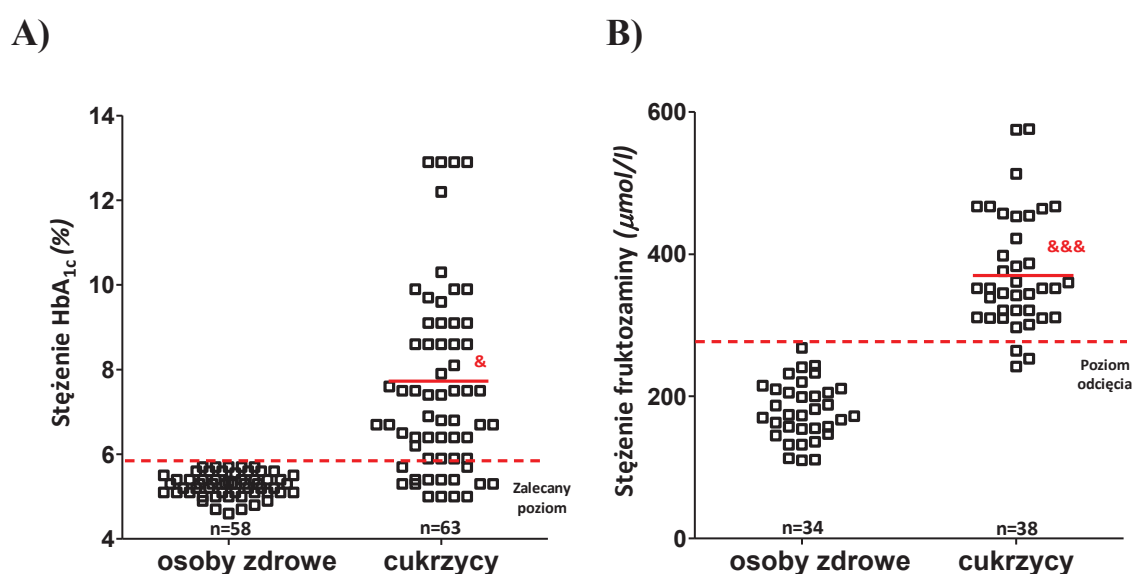 A)
B)
Stężenie HbA1c (%)
14
12
10
8
6
4
&
Zalecany
poziom
n=58
n=63
osoby zdrowe
cukrzycy
Stężenie fruktozaminy (μmol/l)
600
400
200
0
&&&
Poziom
odcięcia
n=34
n=38
osoby zdrowe
cukrzycy